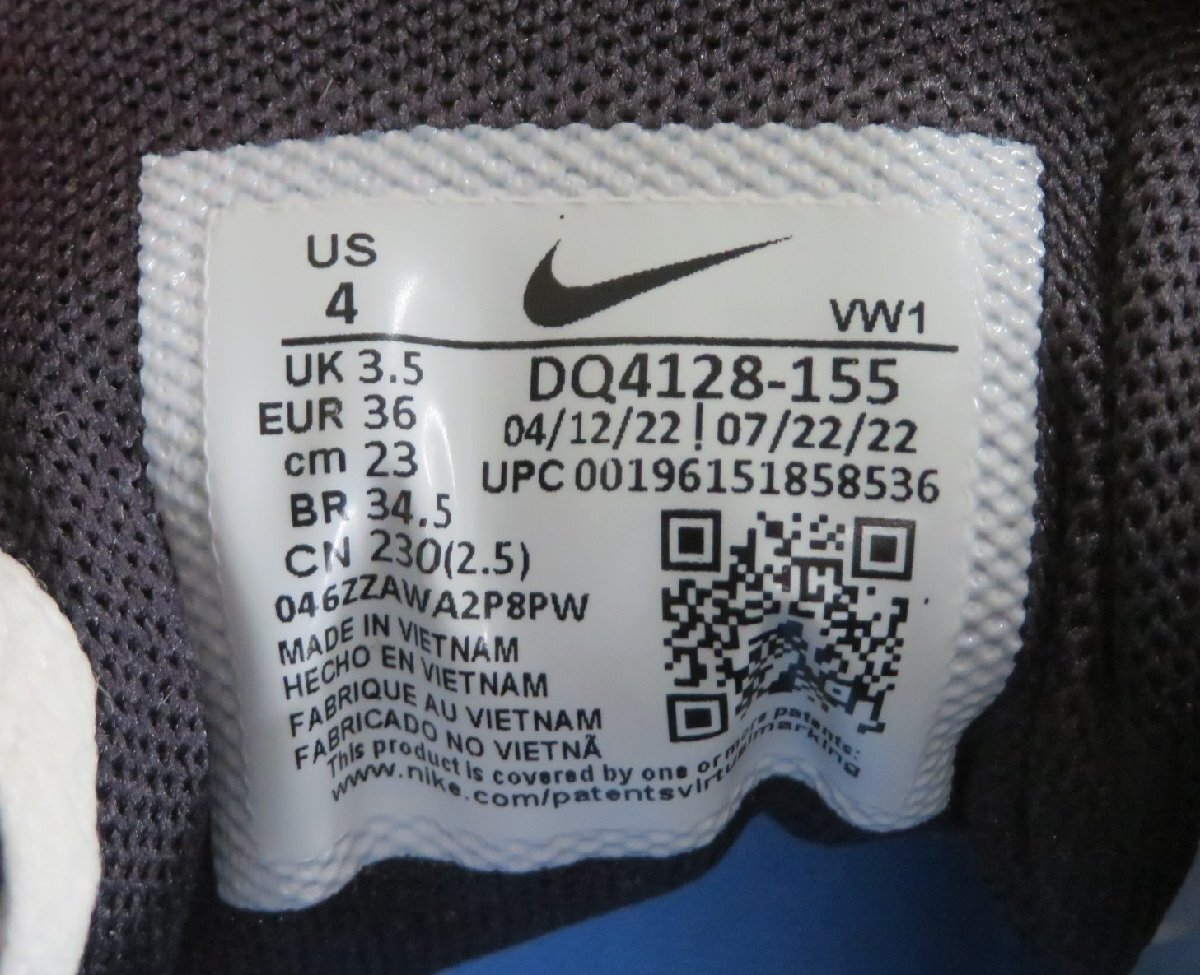 US
4
VW1
UK 3.5
EUR 36
cm 23
BR 34.5
CN 230(2.5)
DQ4128-155
04/12/22 | 07/22/22
UPC 00196151858536
046ZZAWA2P8PW
MADE IN VIETNAM
HECHO EN VIETNAM
FABRIQUE AU VIETNAM
FABRICADO NO VIETNÃ
This product is covered by one or more patents:
www.nike.com/patentsvirtualmarking